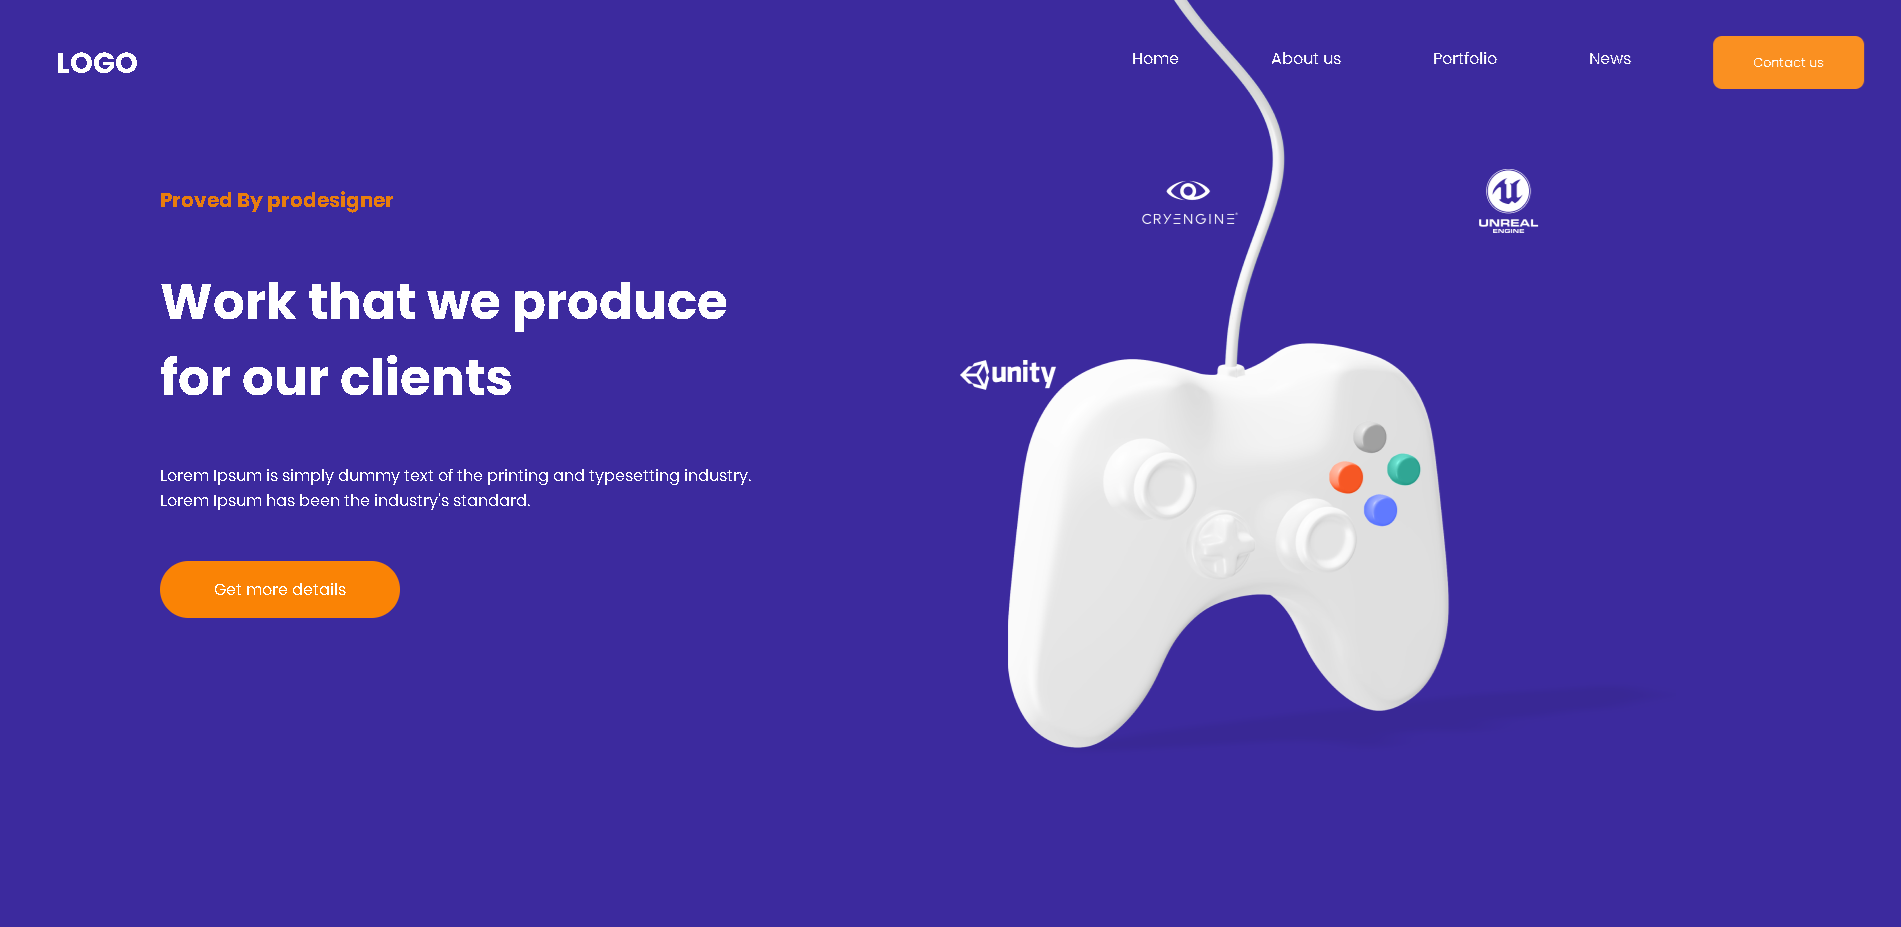 LOGO
Home
About us
Portfolio
News
Contact us
CRYENGINE
UNREAL
ENGINE
Proved By prodesigner
Work that we produce
for our clients
unity
Lorem Ipsum is simply dummy text of the printing and typesetting industry.
Lorem Ipsum has been the industry's standard.
Get more details